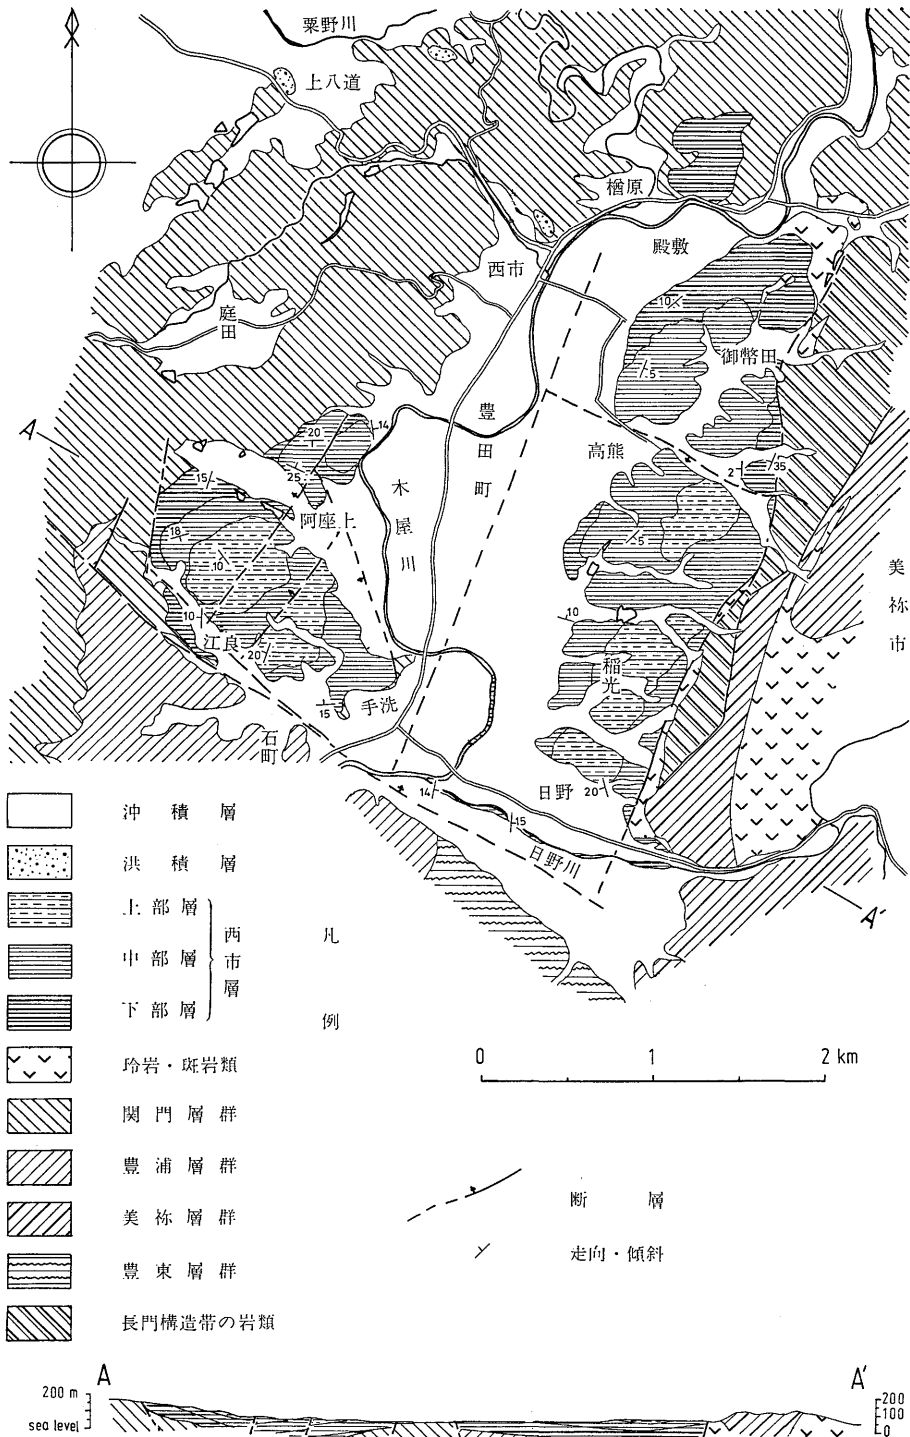 粟野川
上八道
楢原
殿敷
西市
庭田
10
御幣田
5
A
20
14
豊田町
高熊
15
25
木屋川
2
35
阿座上
美祢市
18
10
5
10
江良
10
20
稲光
15
手洗
石町
14
15
日野
20
日野川
A'
沖積層
洪積層
上部層
中部層
下部層
西市層
凡例
玢岩・斑岩類
関門層群
豊浦層群
美祢層群
豊東層群
長門構造帯の岩類
0 1 2 km
断層
走向・傾斜
A A'
200 m
sea level
200
100
0